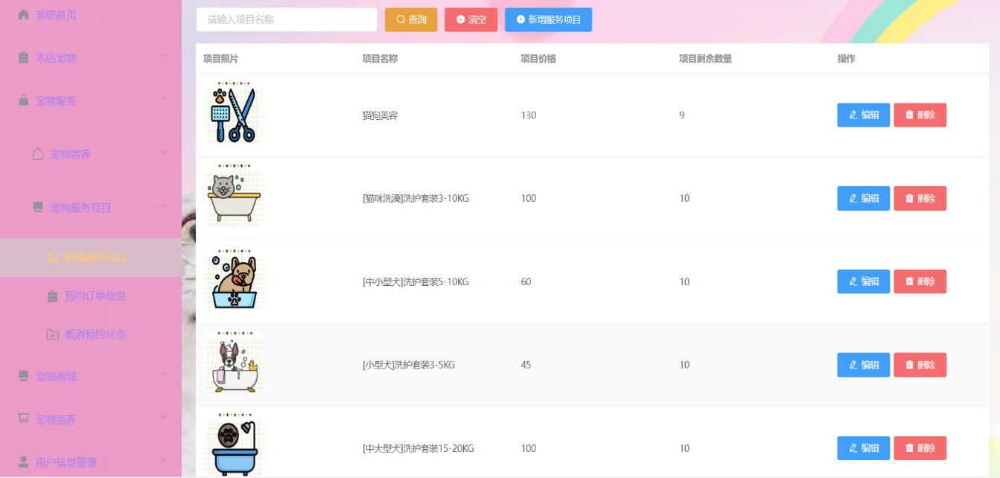 系统首页
本店宠物
宠物服务
宠物寄养
宠物服务项目
宠物服务项目
预约订单信息
取消预约状态
宠物商城
宠物领养
用户信息管理
请输入项目名称 查询 清空 新增服务项目
项目照片 项目名称 项目价格 项目剩余数量 操作
猫狗美容 130 9 编辑 删除
[猫咪洗澡]洗护套装3-10KG 100 10 编辑 删除
[中小型犬]洗护套装5-10KG 60 10 编辑 删除
[小型犬]洗护套装3-5KG 45 10 编辑 删除
[中大型犬]洗护套装15-20KG 100 10 编辑 删除